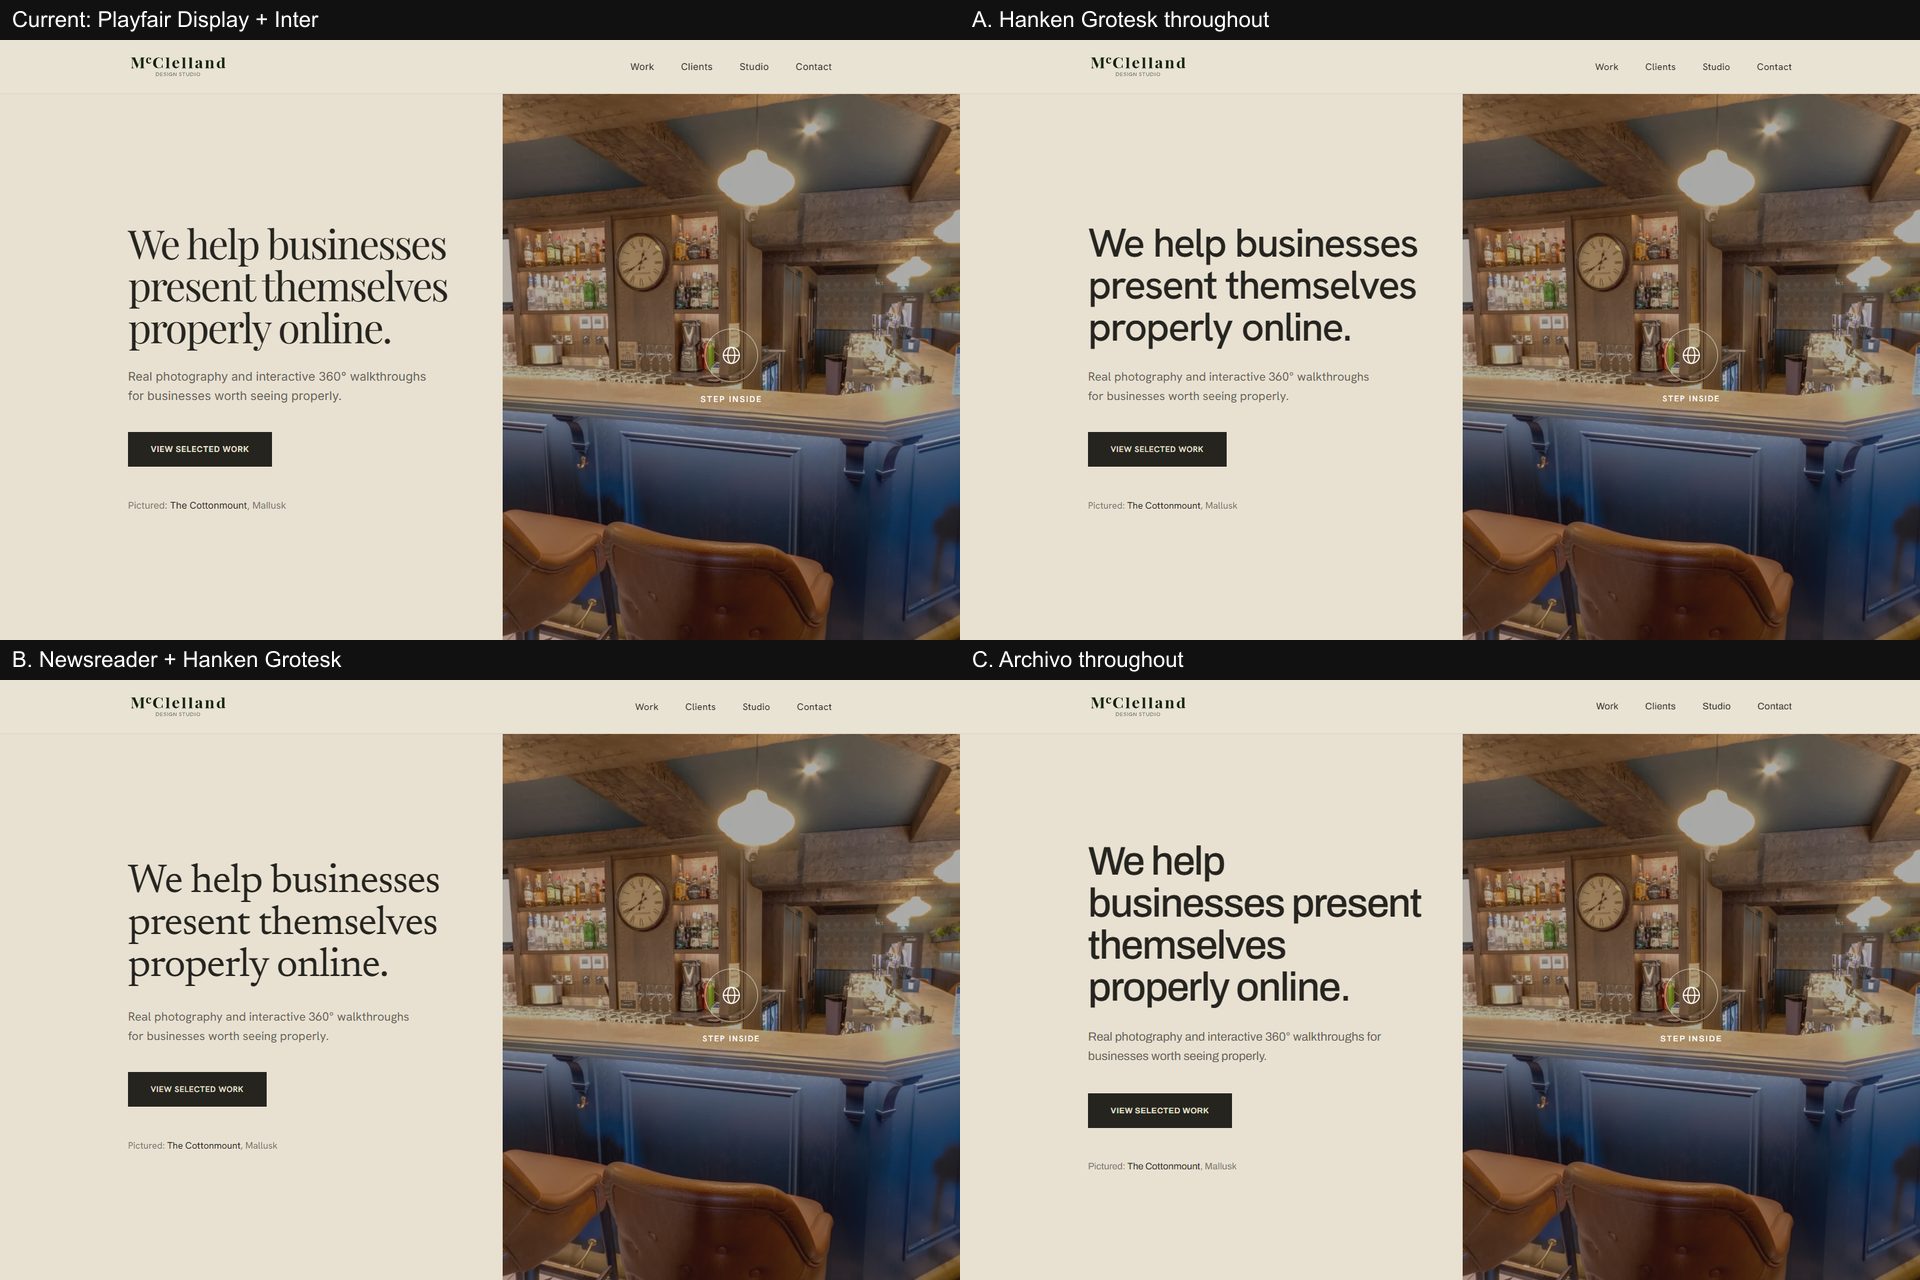 Current: Playfair Display + Inter
McClelland
DESIGN STUDIO
Work
Clients
Studio
Contact
We help businesses
present themselves
properly online.
Real photography and interactive 360° walkthroughs
for businesses worth seeing properly.
VIEW SELECTED WORK
Pictured: The Cottonmount, Mallusk
STEP INSIDE
A. Hanken Grotesk throughout
McClelland
DESIGN STUDIO
Work
Clients
Studio
Contact
We help businesses
present themselves
properly online.
Real photography and interactive 360° walkthroughs
for businesses worth seeing properly.
VIEW SELECTED WORK
Pictured: The Cottonmount, Mallusk
STEP INSIDE
B. Newsreader + Hanken Grotesk
McClelland
DESIGN STUDIO
Work
Clients
Studio
Contact
We help businesses
present themselves
properly online.
Real photography and interactive 360° walkthroughs
for businesses worth seeing properly.
VIEW SELECTED WORK
Pictured: The Cottonmount, Mallusk
STEP INSIDE
C. Archivo throughout
McClelland
DESIGN STUDIO
Work
Clients
Studio
Contact
We help
businesses present
themselves
properly online.
Real photography and interactive 360° walkthroughs for
businesses worth seeing properly.
VIEW SELECTED WORK
Pictured: The Cottonmount, Mallusk
STEP INSIDE